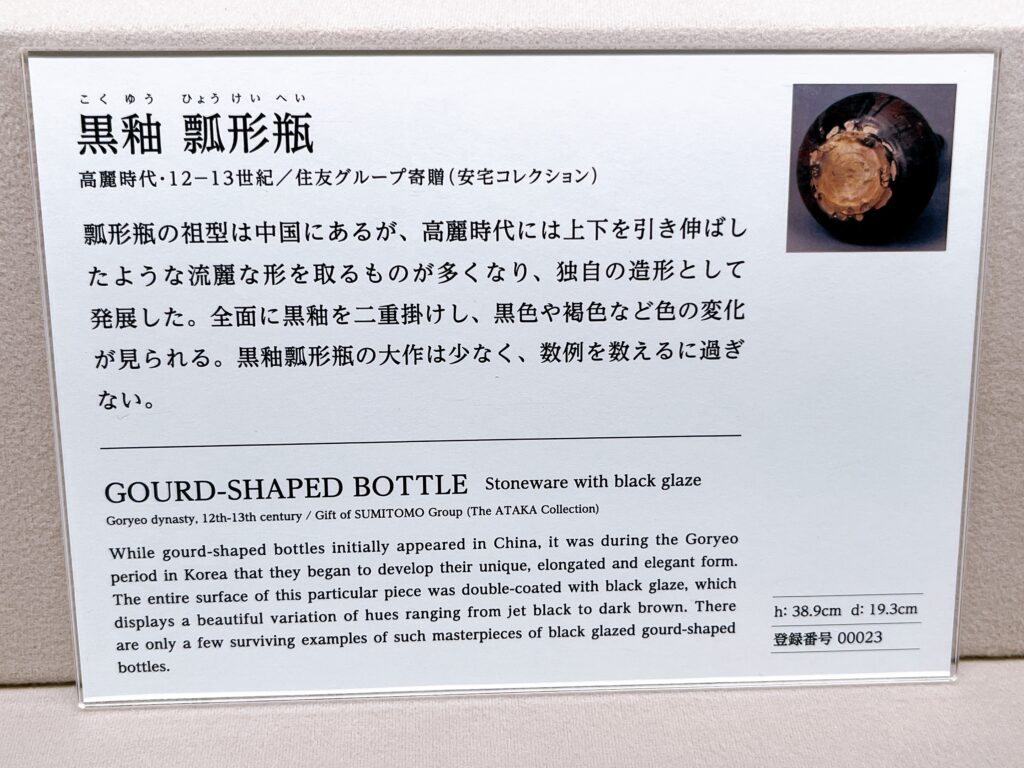 こく ゆう ひょう けい へい
黒釉 瓢形瓶
高麗時代・12−13世紀／住友グループ寄贈（安宅コレクション）
瓢形瓶の祖型は中国にあるが、高麗時代には上下を引き伸ばし
たような流麗な形を取るものが多くなり、独自の造形として
発展した。全面に黒釉を二重掛けし、黒色や褐色など色の変化
が見られる。黒釉瓢形瓶の大作は少なく、数例を数えるに過ぎ
ない。
GOURD-SHAPED BOTTLE Stoneware with black glaze
Goryeo dynasty, 12th-13th century / Gift of SUMITOMO Group (The ATAKA Collection)
While gourd-shaped bottles initially appeared in China, it was during the Goryeo
period in Korea that they began to develop their unique, elongated and elegant form.
The entire surface of this particular piece was double-coated with black glaze, which
displays a beautiful variation of hues ranging from jet black to dark brown. There
are only a few surviving examples of such masterpieces of black glazed gourd-shaped
bottles.
h: 38.9cm d: 19.3cm
登録番号 00023